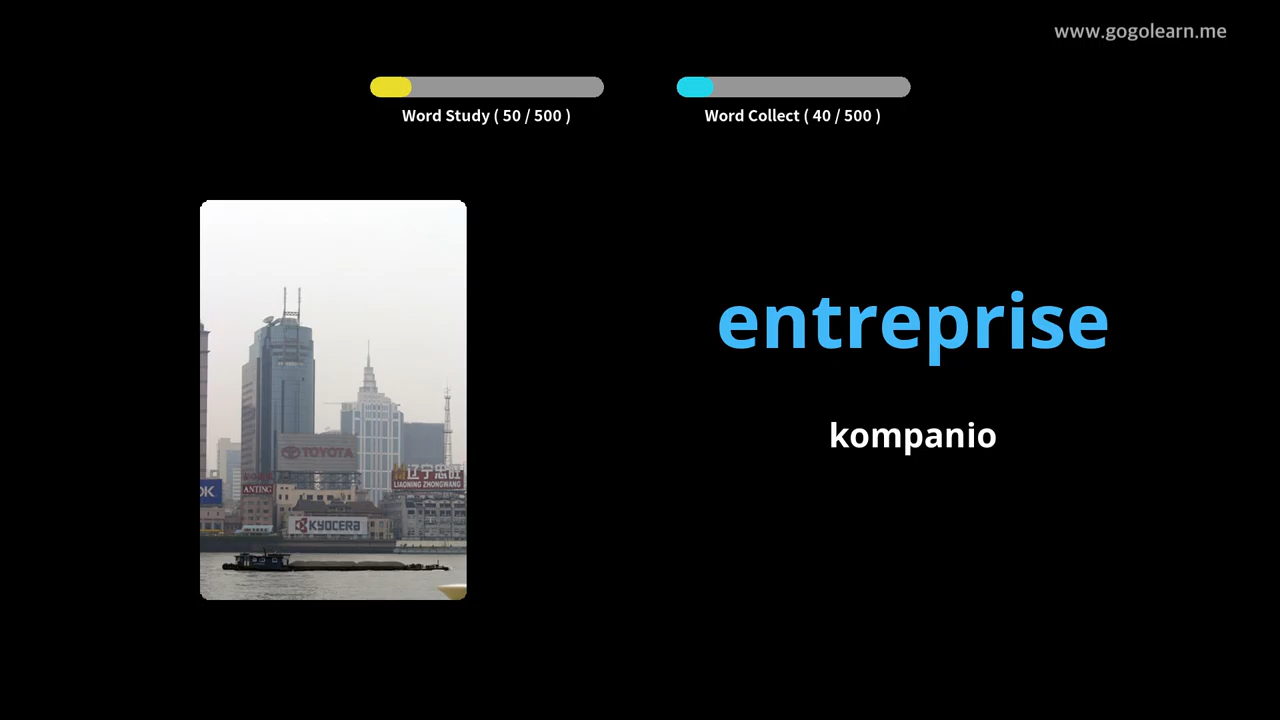 www.gogolearn.me
Word Study ( 50 / 500 )
Word Collect ( 40 / 500 )
entreprise
kompanio
TOYOTA
辽宁忠旺
LIAONING ZHONGWANG
OK
ANTING
KYOCERA